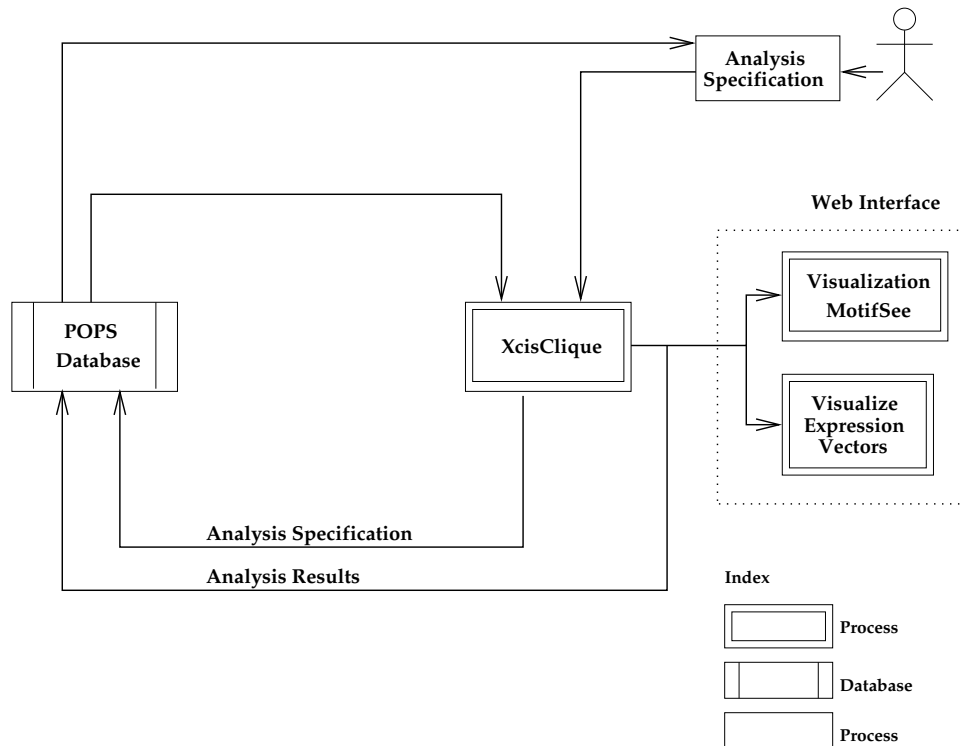 Analysis
Specification
Web Interface
Visualization
MotifSee
POPS
Database
XcisClique
Visualize
Expression
Vectors
Analysis Specification
Analysis Results
Index
Process
Database
Process